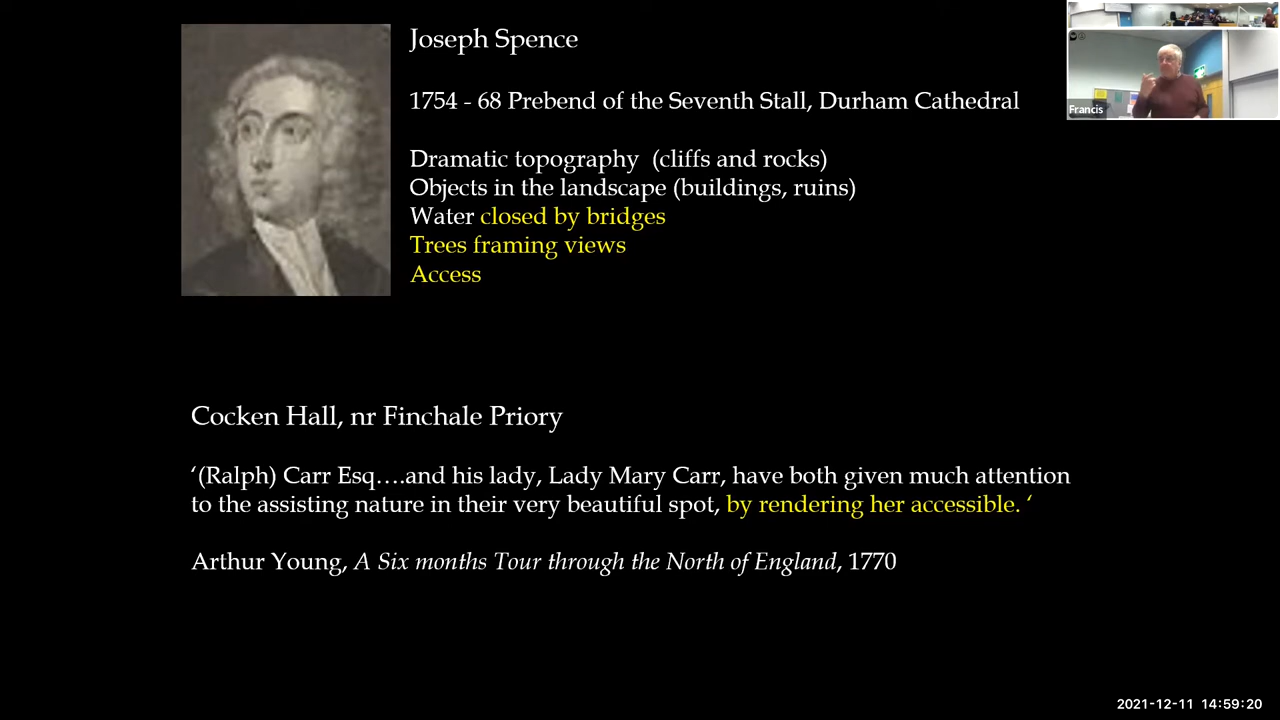 Joseph Spence
1754 - 68 Prebend of the Seventh Stall, Durham Cathedral
Dramatic topography  (cliffs and rocks)
Objects in the landscape (buildings, ruins)
Water closed by bridges
Trees framing views
Access
Francis
Cocken Hall, nr Finchale Priory
‘(Ralph) Carr Esq….and his lady, Lady Mary Carr, have both given much attention
to the assisting nature in their very beautiful spot, by rendering her accessible. ‘
Arthur Young, A Six months Tour through the North of England, 1770
2021-12-11 14:59:20